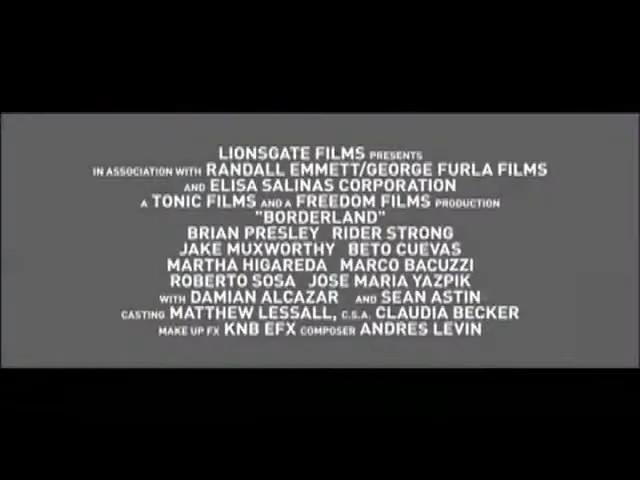 LIONSGATE FILMS PRESENTS
IN ASSOCIATION WITH RANDALL EMMETT/GEORGE FURLA FILMS
AND ELISA SALINAS CORPORATION
A TONIC FILMS AND A FREEDOM FILMS PRODUCTION
"BORDERLAND"
BRIAN PRESLEY RIDER STRONG
JAKE MUXWORTHY BETO CUEVAS
MARTHA HIGAREDA MARCO BACUZZI
ROBERTO SOSA JOSE MARIA YAZPIK
WITH DAMIAN ALCAZAR AND SEAN ASTIN
CASTING MATTHEW LESSALL, C.S.A. CLAUDIA BECKER
MAKE UP FX KNB EFX COMPOSER ANDRES LEVIN